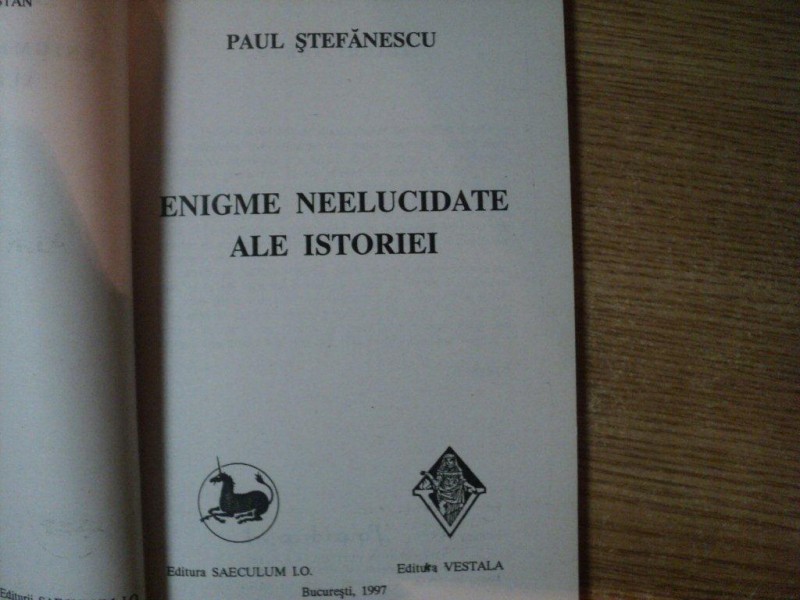 PAUL ŞTEFĂNESCU
ENIGME NEELUCIDATE
ALE ISTORIEI
Editura SAECULUM I.O.
Editura VESTALA
Bucureşti, 1997